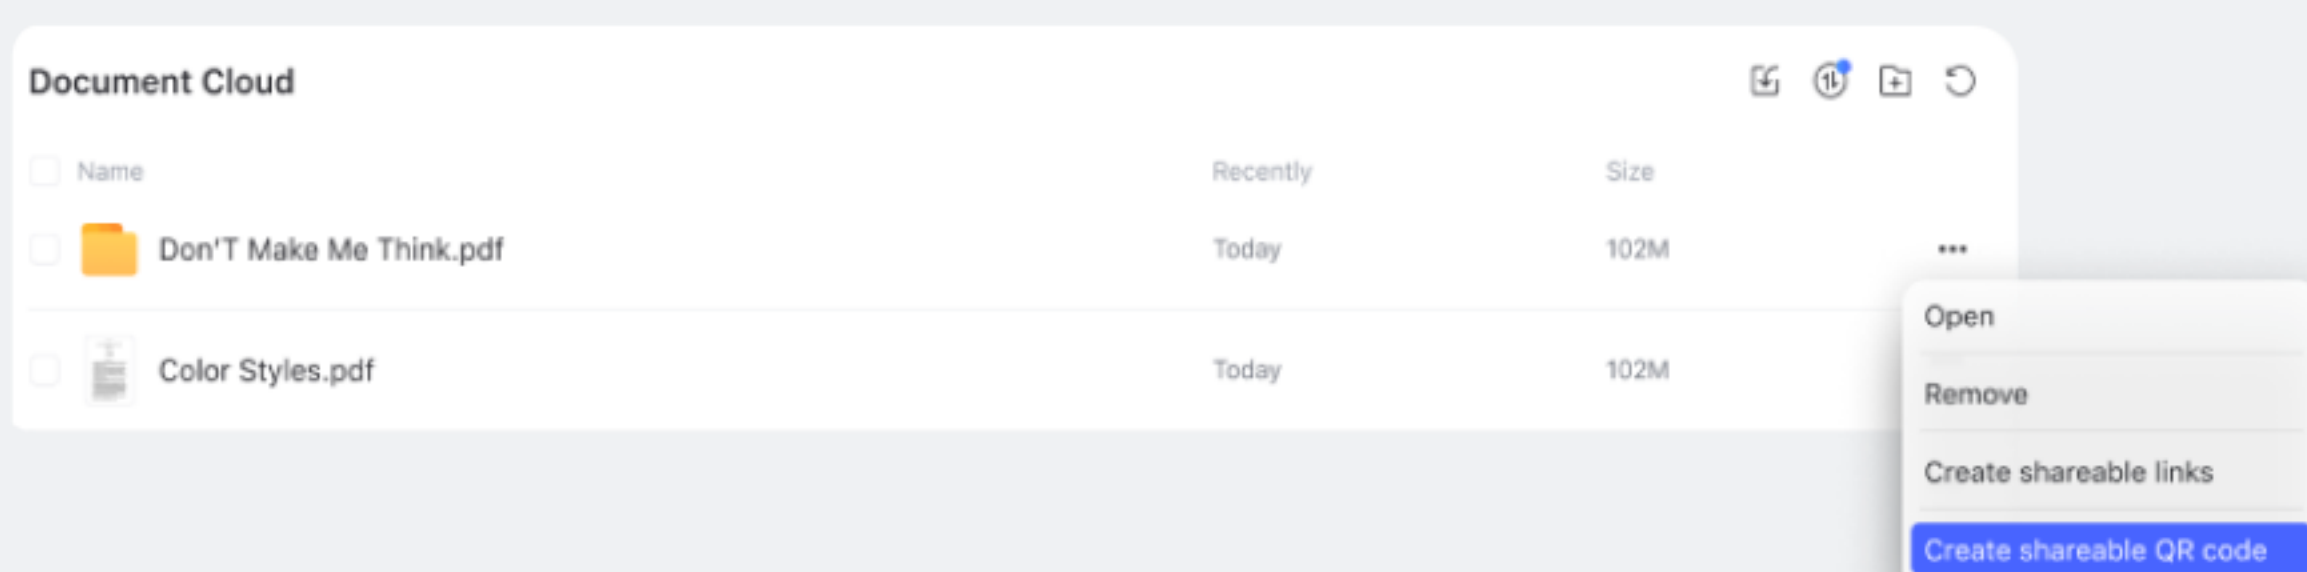 Document Cloud
Name Recently Size
Don'T Make Me Think.pdf Today 102M
Color Styles.pdf Today 102M
Open
Remove
Create shareable links
Create shareable QR code